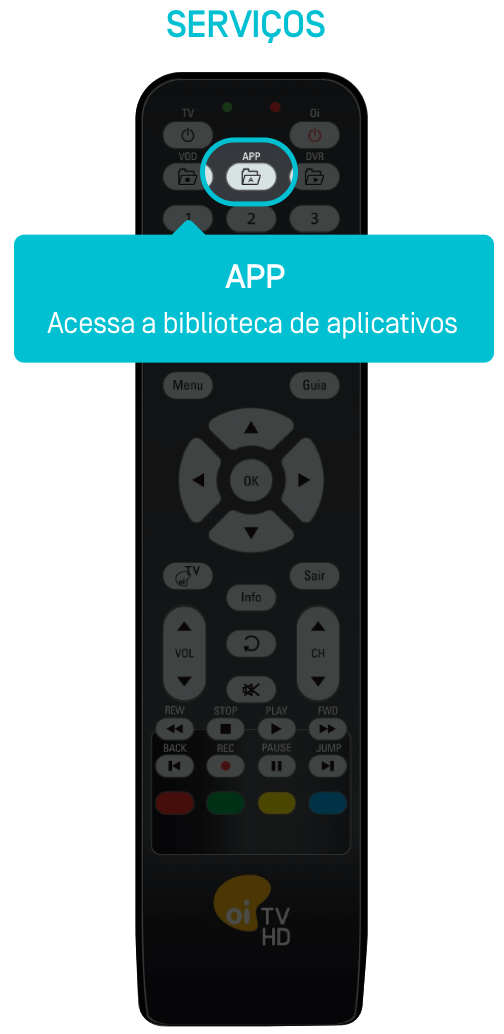 SERVIÇOS
TV Oi
VOD APP DVR
A
1 2 3
APP
Acessa a biblioteca de aplicativos
Menu Guia
OK
oi TV Sair
Info
VOL CH
REW STOP PLAY FWD
BACK REC PAUSE JUMP
oi TV
HD